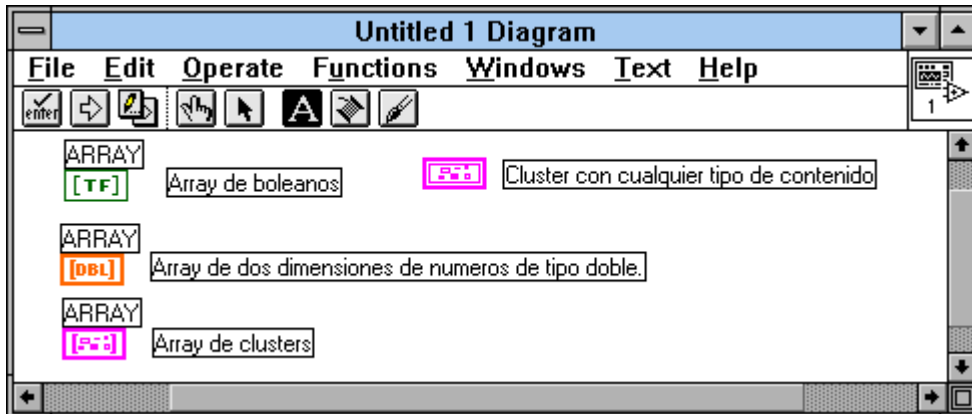 Untitled 1 Diagram
File Edit Operate Functions Windows Text Help
enter
A
1
ARRAY
[TF]
Array de boleanos
Cluster con cualquier tipo de contenido
ARRAY
[DBL]
Array de dos dimensiones de numeros de tipo doble.
ARRAY
Array de clusters